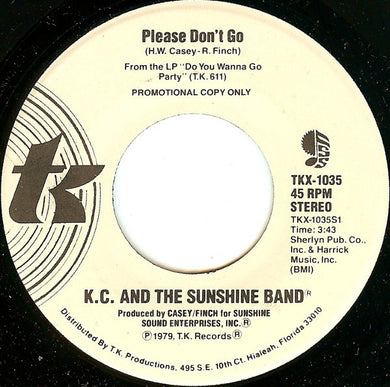 Please Don't Go
(H.W. Casey-R. Finch)
From the LP "Do You Wanna Go
Party" (T.K. 611)
PROMOTIONAL COPY ONLY
tk
TKX-1035
45 RPM
STEREO
TKX-1035S1
Time: 3:43
Sherlyn Pub. Co.,
Inc. & Harrick
Music, Inc.
(BMI)
K.C. AND THE SUNSHINE BAND®
Produced by CASEY/FINCH for SUNSHINE
SOUND ENTERPRISES, INC.®
℗ 1979, T.K. Records®
Distributed By T.K. Productions, 495 S.E. 10th Ct. Hialeah, Florida 33010